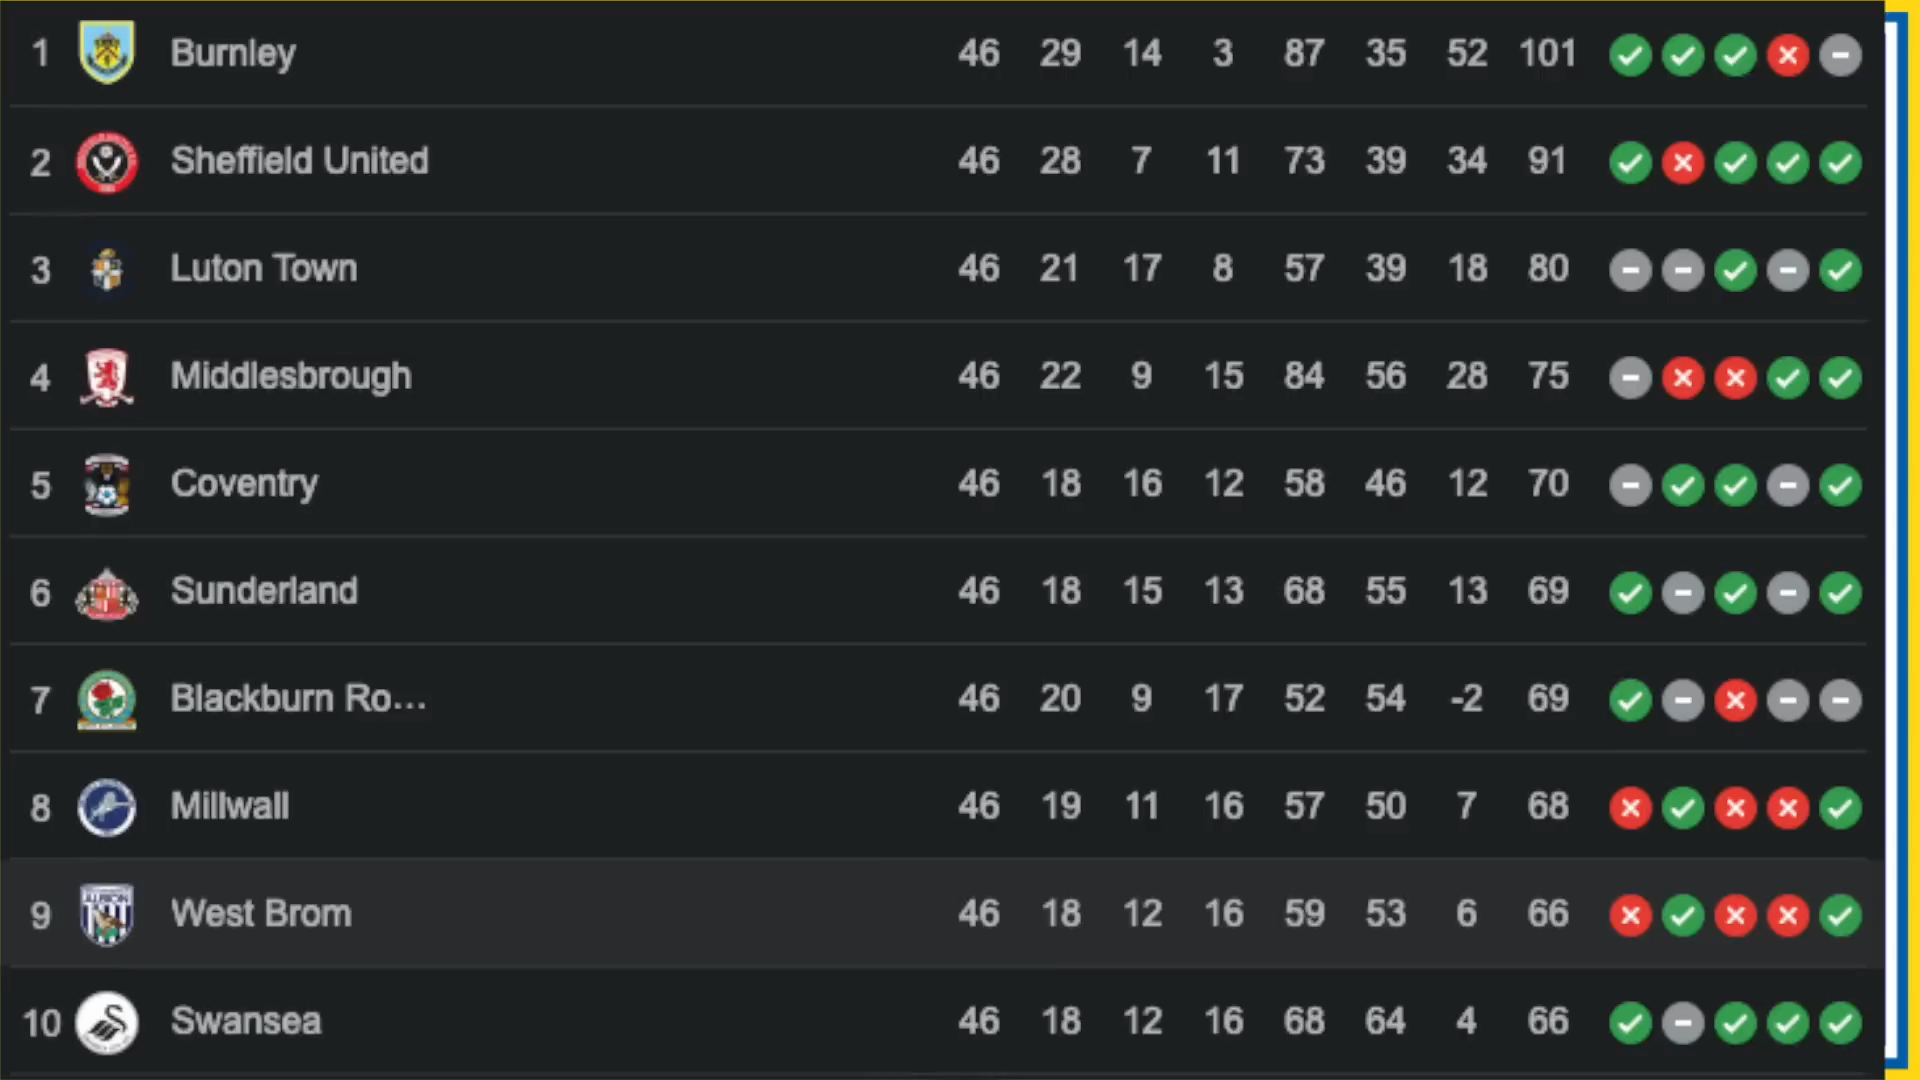 1 Burnley 46 29 14 3 87 35 52 101
2 Sheffield United 46 28 7 11 73 39 34 91
3 Luton Town 46 21 17 8 57 39 18 80
4 Middlesbrough 46 22 9 15 84 56 28 75
5 Coventry 46 18 16 12 58 46 12 70
6 Sunderland 46 18 15 13 68 55 13 69
7 Blackburn Ro... 46 20 9 17 52 54 -2 69
8 Millwall 46 19 11 16 57 50 7 68
9 West Brom 46 18 12 16 59 53 6 66
10 Swansea 46 18 12 16 68 64 4 66